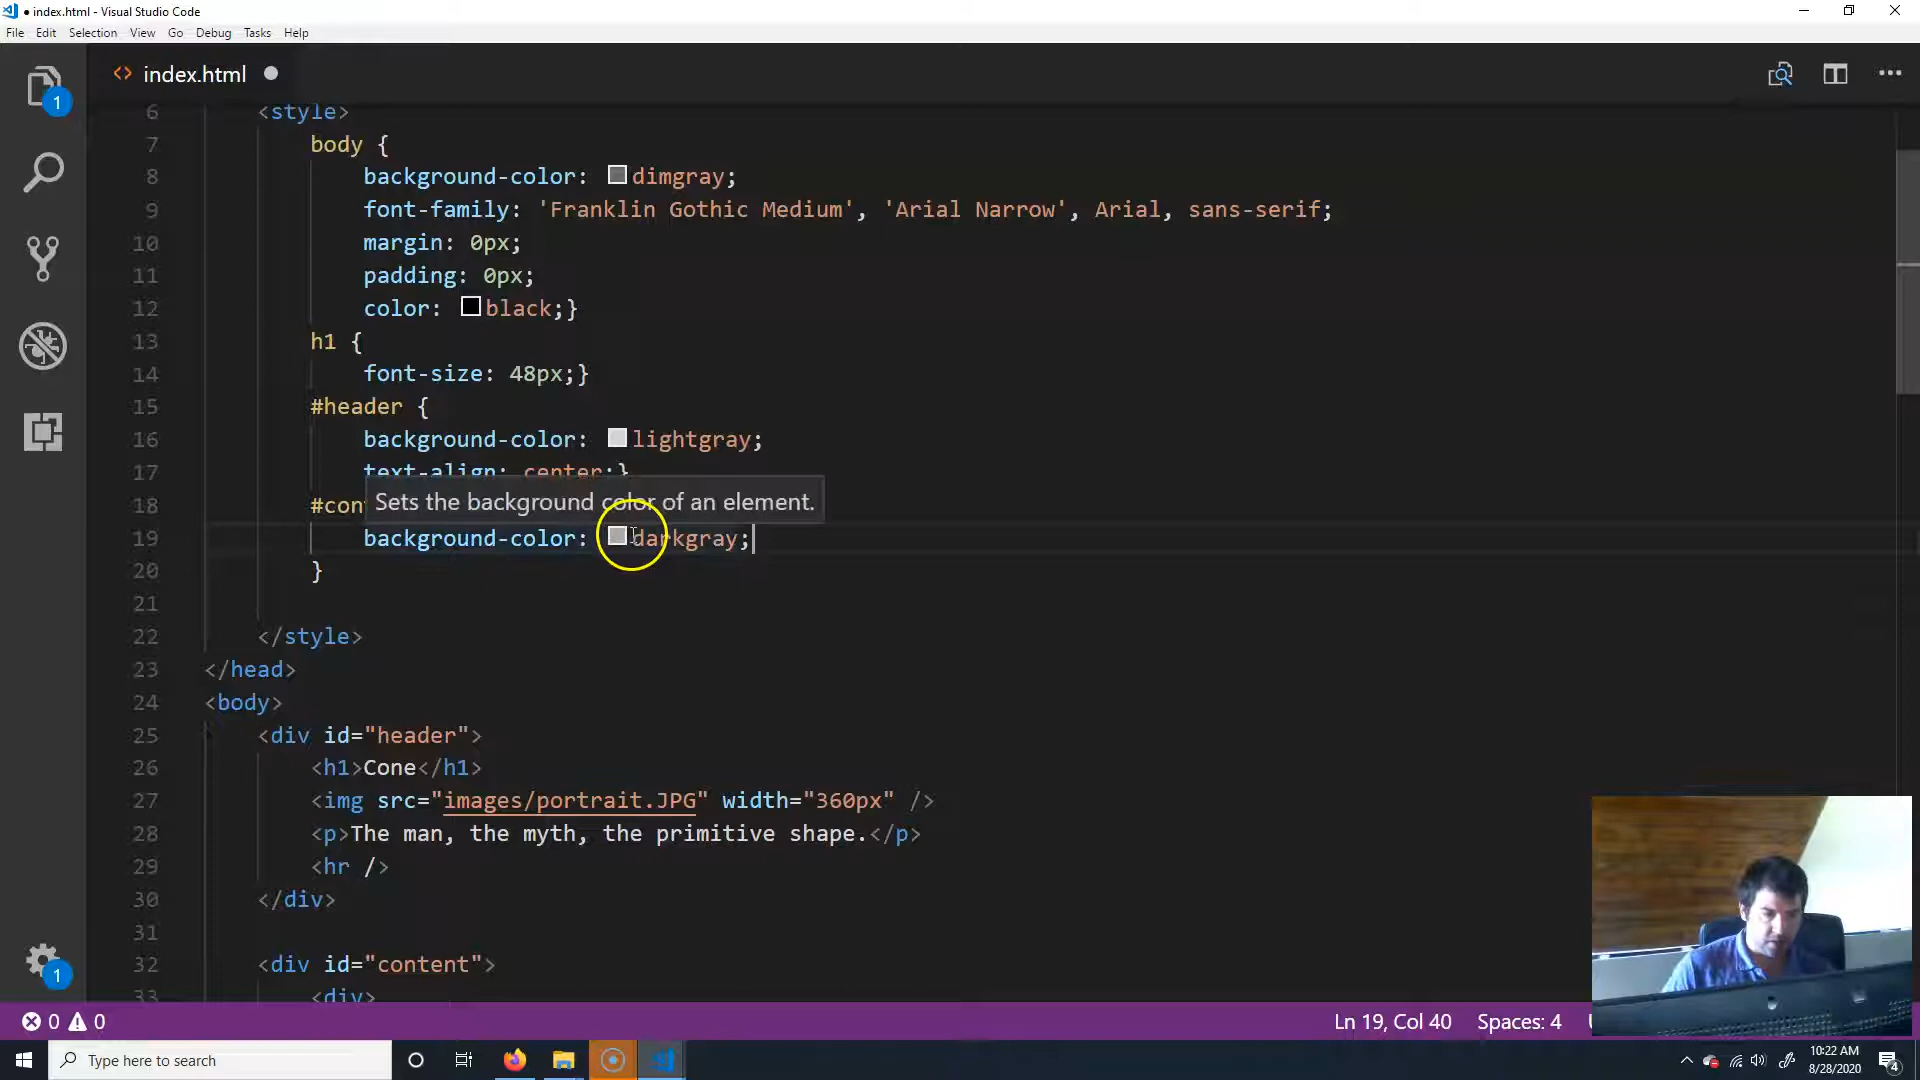 index.html - Visual Studio Code
File Edit Selection View Go Debug Tasks Help
1
index.html
6 <style>
7 body {
8 background-color: dimgray;
9 font-family: 'Franklin Gothic Medium', 'Arial Narrow', Arial, sans-serif;
10 margin: 0px;
11 padding: 0px;
12 color: black;}
13 h1 {
14 font-size: 48px;}
15 #header {
16 background-color: lightgray;
17 text-align: center;}
18 #con
Sets the background color of an element.
19 background-color: darkgray;
20 }
21
22 </style>
23 </head>
24 <body>
25 <div id="header">
26 <h1>Cone</h1>
27 <img src="images/portrait.JPG" width="360px" />
28 <p>The man, the myth, the primitive shape.</p>
29 <hr />
30 </div>
31
32 <div id="content">
33 <div>
1
0 0
Ln 19, Col 40 Spaces: 4
Type here to search
10:22 AM
8/28/2020
4